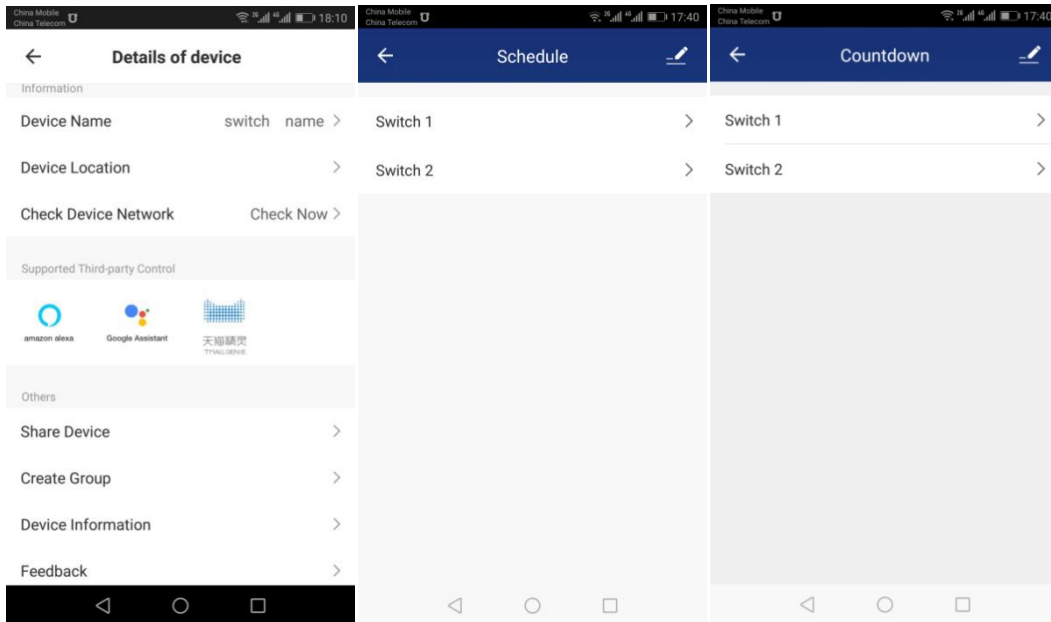 China Mobile
China Telecom
18:10
Details of device
Information
Device Name switch name
Device Location
Check Device Network Check Now
Supported Third-party Control
amazon alexa
Google Assistant
天猫精灵
TMALL GENIE
Others
Share Device
Create Group
Device Information
Feedback
China Mobile
China Telecom
17:40
Schedule
Switch 1
Switch 2
China Mobile
China Telecom
17:40
Countdown
Switch 1
Switch 2